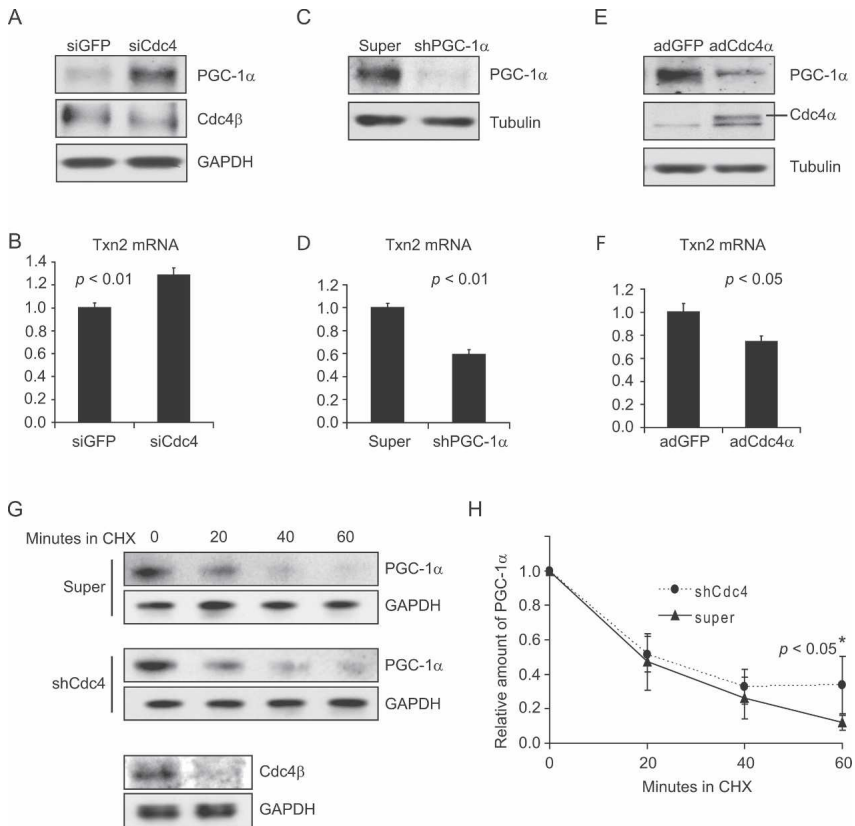 A
siGFP siCdc4
PGC-1α
Cdc4β
GAPDH
C
Super shPGC-1α
PGC-1α
Tubulin
E
adGFP adCdc4α
PGC-1α
Cdc4α
Tubulin
B
Txn2 mRNA
p < 0.01
1.4
1.2
1.0
0.8
0.6
0.4
0.2
0.0
siGFP siCdc4
D
Txn2 mRNA
p < 0.01
1.2
1.0
0.8
0.6
0.4
0.2
0.0
Super shPGC-1α
F
Txn2 mRNA
p < 0.05
1.2
1.0
0.8
0.6
0.4
0.2
0.0
adGFP adCdc4α
G
Minutes in CHX 0 20 40 60
Super
PGC-1α
GAPDH
shCdc4
PGC-1α
GAPDH
Cdc4β
GAPDH
H
Relative amount of PGC-1α
1.0
0.8
0.6
0.4
0.2
0.0
shCdc4
super
p < 0.05 *
0 20 40 60
Minutes in CHX